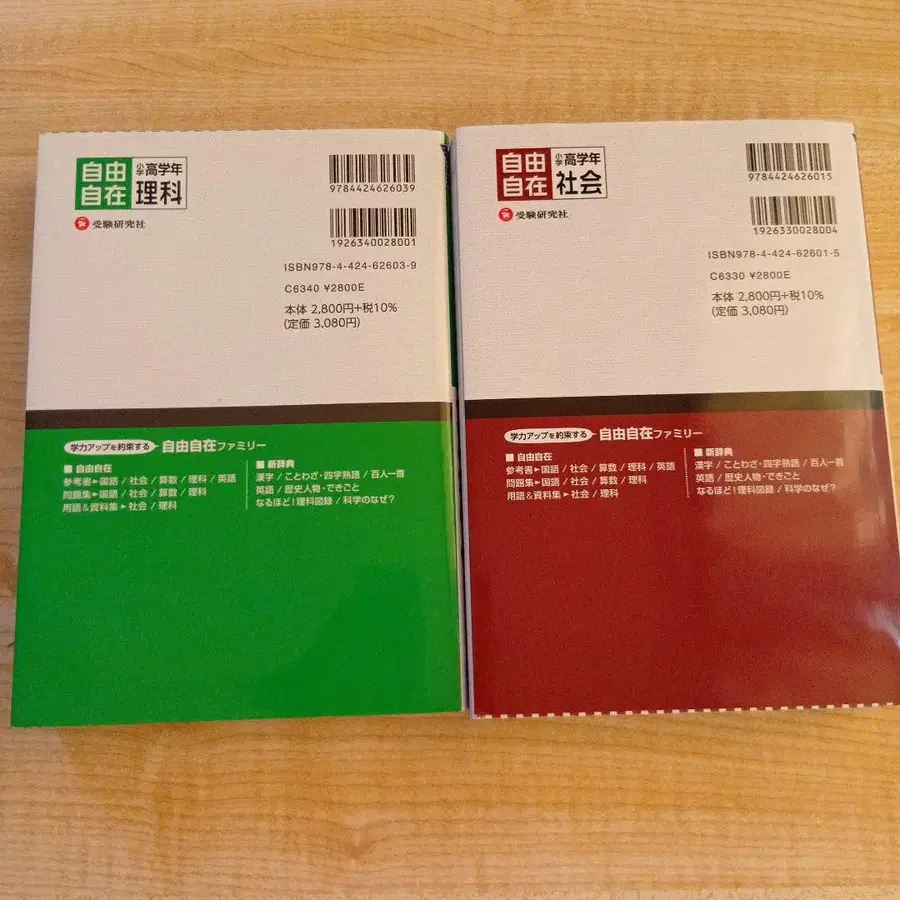 自由自在
小学 高学年
理科
受験研究社
9784424626039
1926340028001
ISBN978-4-424-62603-9
C6340 ¥2800E
本体 2,800円+税10%
(定価 3,080円)
学力アップを約束する 自由自在ファミリー
■ 自由自在
参考書▶国語 / 社会 / 算数 / 理科 / 英語
問題集▶国語 / 社会 / 算数 / 理科
用語&資料集▶社会 / 理科
■ 新辞典
漢字 / ことわざ・四字熟語 / 百人一首
英語 / 歴史人物・できごと
なるほど!理科図録 / 科学のなぜ?
自由自在
小学 高学年
社会
受験研究社
9784424626015
1926330028004
ISBN978-4-424-62601-5
C6330 ¥2800E
本体 2,800円+税10%
(定価 3,080円)
学力アップを約束する 自由自在ファミリー
■ 自由自在
参考書▶国語 / 社会 / 算数 / 理科 / 英語
問題集▶国語 / 社会 / 算数 / 理科
用語&資料集▶社会 / 理科
■ 新辞典
漢字 / ことわざ・四字熟語 / 百人一首
英語 / 歴史人物・できごと
なるほど!理科図録 / 科学のなぜ?